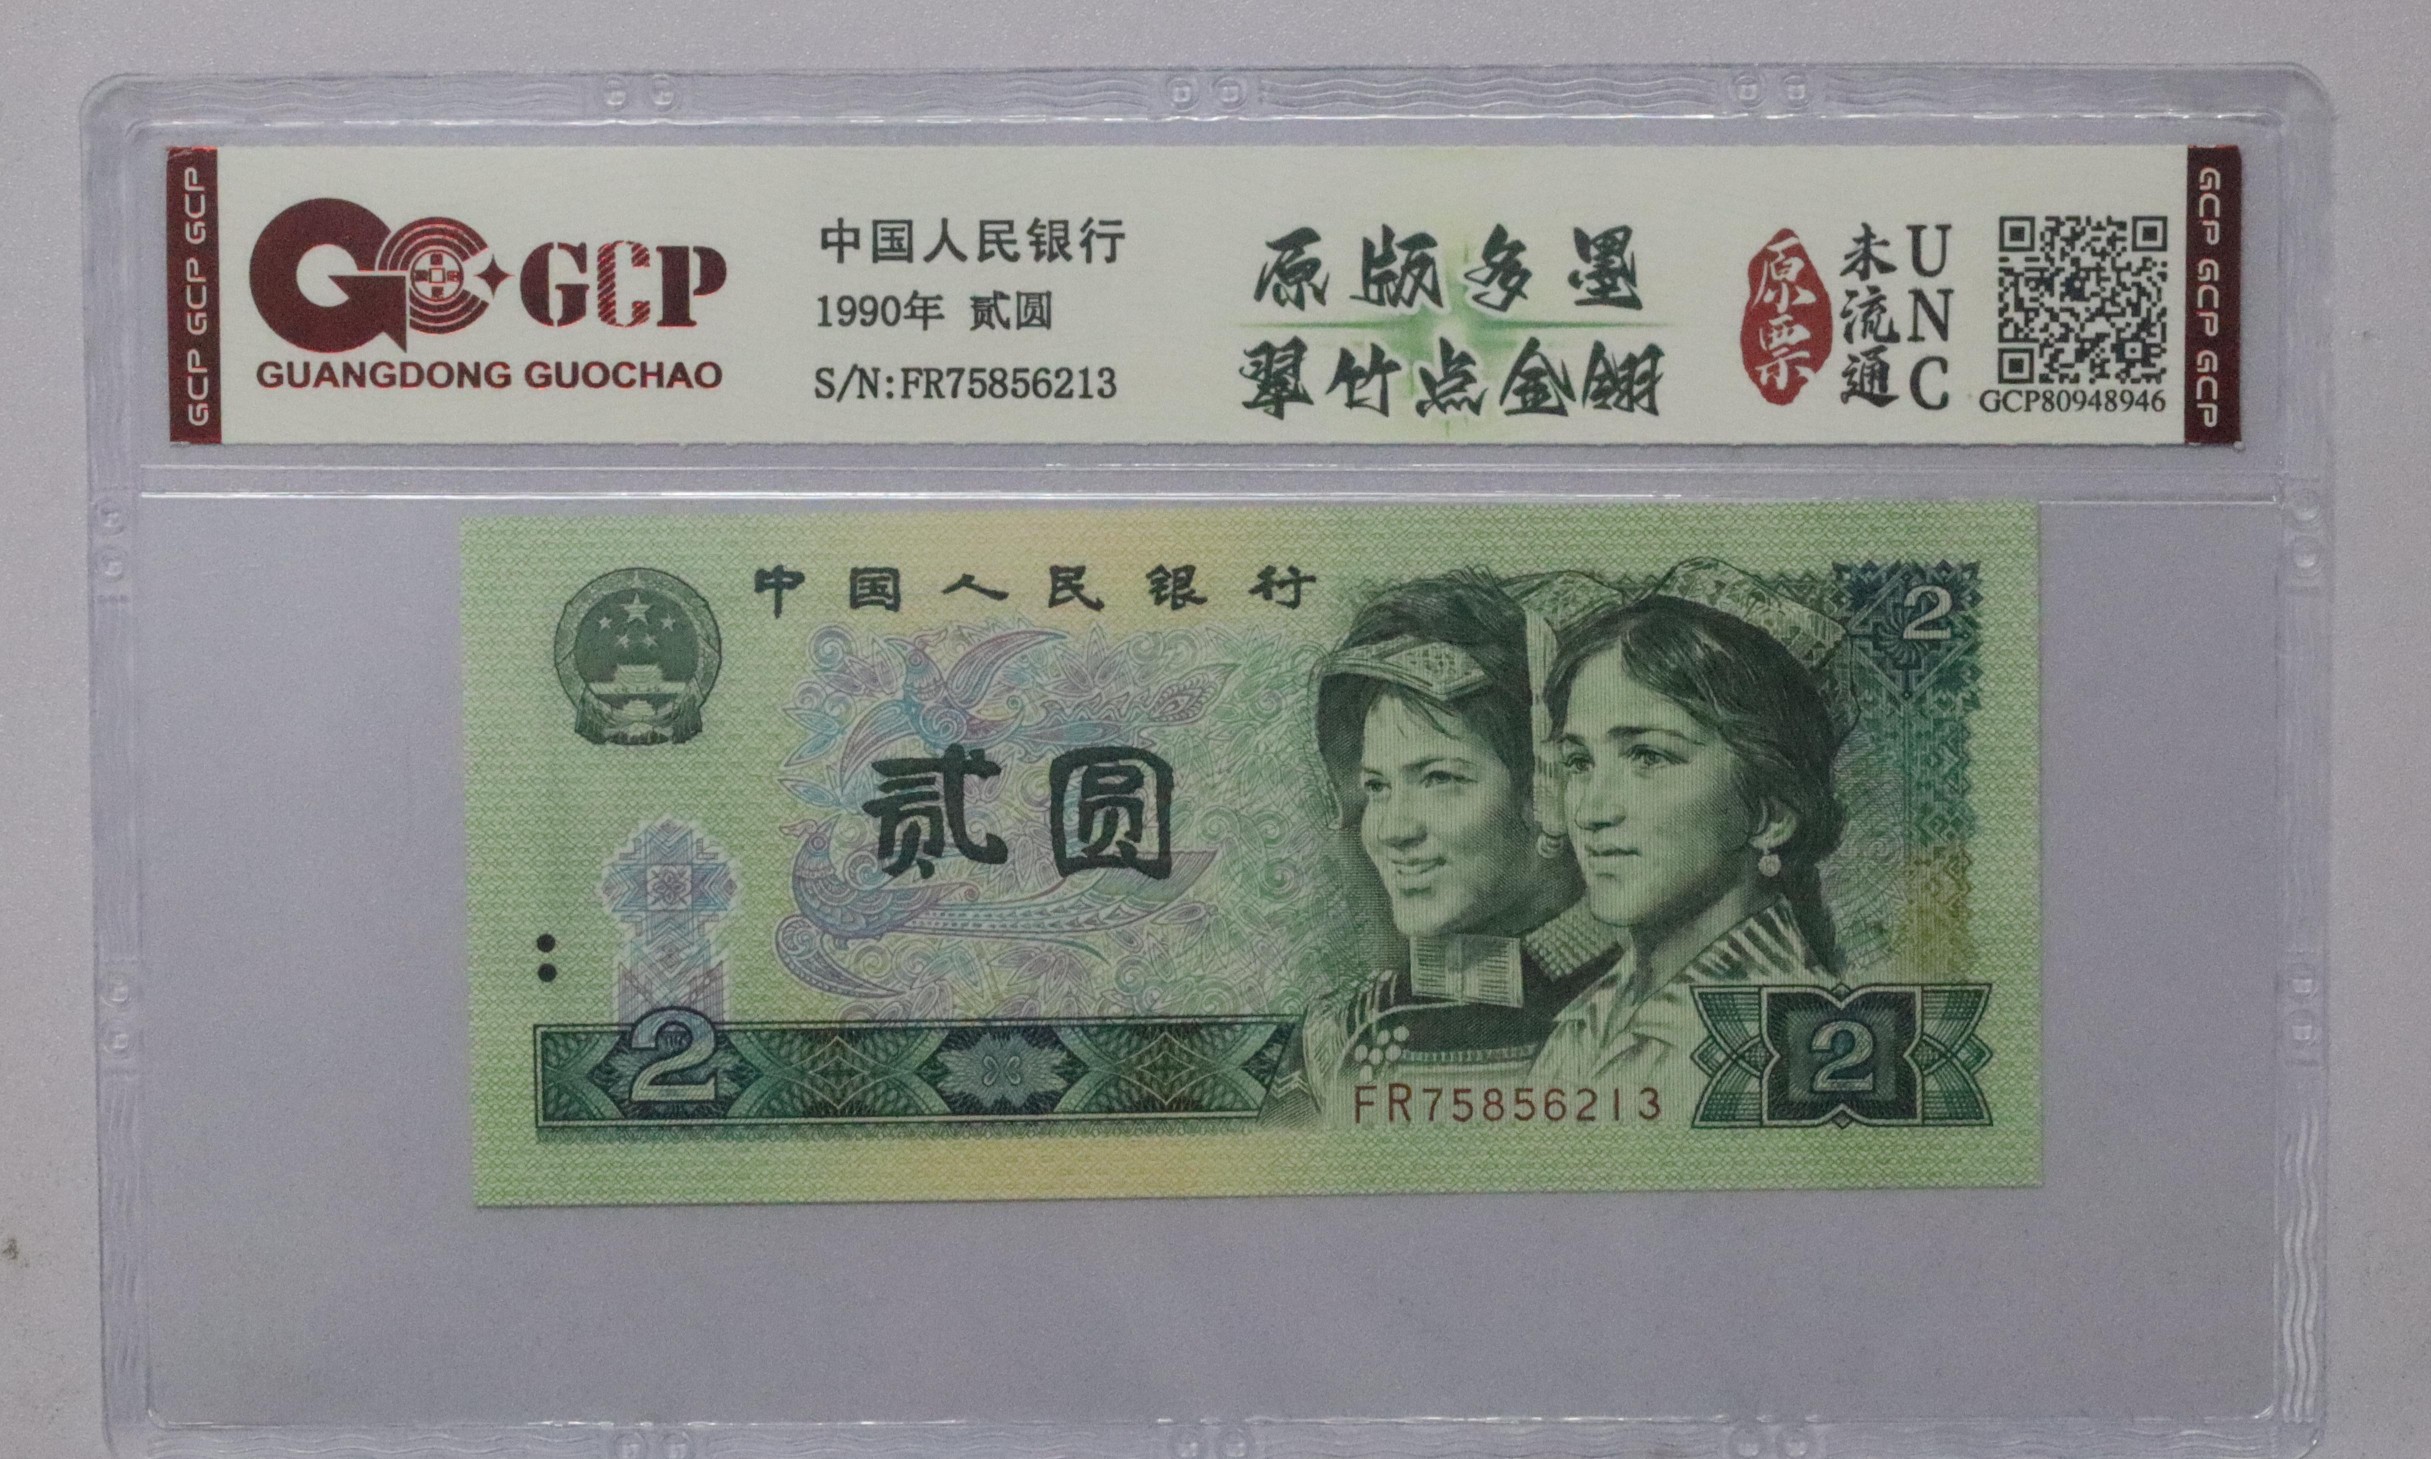 GCP GCP GCP
GCP
GUANGDONG GUOCHAO
中国人民银行
1990年 贰圆
S/N:FR75856213
原版多墨
翠竹点金钢
原票
未流通
UNC
GCP80948946
GCP GCP GCP
中国人民银行
贰圆
2
2
2
FR75856213